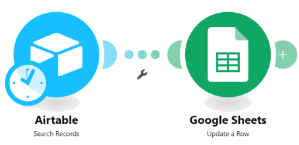 Airtable
Search Records
Google Sheets
Update a Row